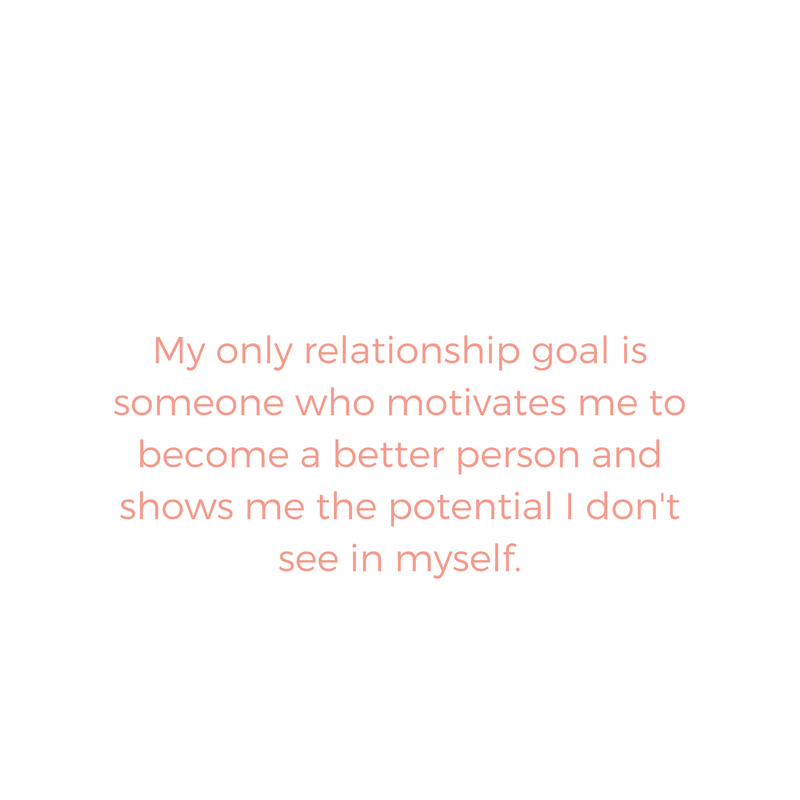 My only relationship goal is
someone who motivates me to
become a better person and
shows me the potential I don't
see in myself.